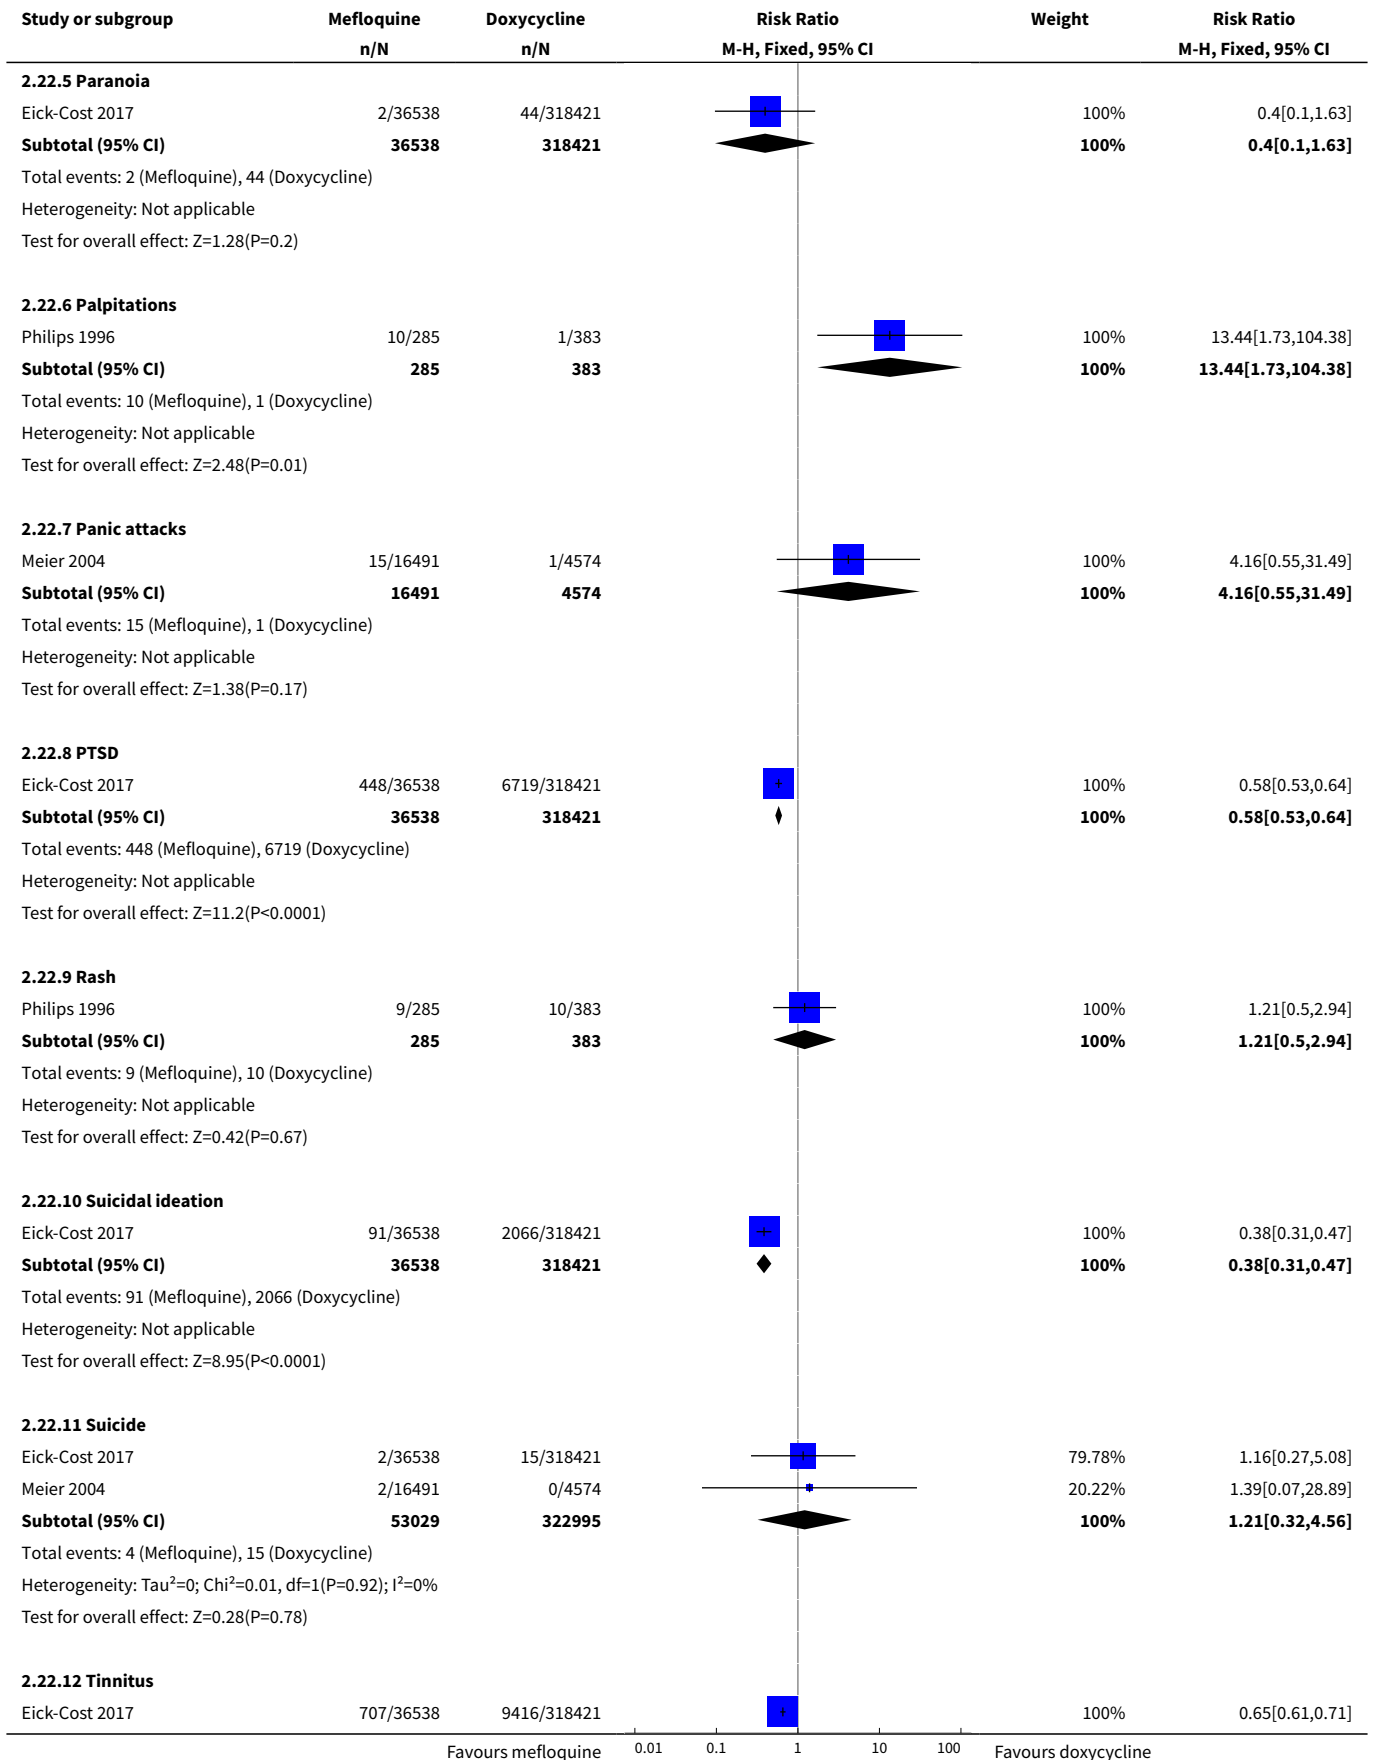 Study or subgroup Mefloquine Doxycycline Risk Ratio Weight Risk Ratio
n/N n/N M-H, Fixed, 95% CI M-H, Fixed, 95% CI
2.22.5 Paranoia
Eick-Cost 2017 2/36538 44/318421 100% 0.4[0.1,1.63]
Subtotal (95% CI) 36538 318421 100% 0.4[0.1,1.63]
Total events: 2 (Mefloquine), 44 (Doxycycline)
Heterogeneity: Not applicable
Test for overall effect: Z=1.28(P=0.2)
2.22.6 Palpitations
Philips 1996 10/285 1/383 100% 13.44[1.73,104.38]
Subtotal (95% CI) 285 383 100% 13.44[1.73,104.38]
Total events: 10 (Mefloquine), 1 (Doxycycline)
Heterogeneity: Not applicable
Test for overall effect: Z=2.48(P=0.01)
2.22.7 Panic attacks
Meier 2004 15/16491 1/4574 100% 4.16[0.55,31.49]
Subtotal (95% CI) 16491 4574 100% 4.16[0.55,31.49]
Total events: 15 (Mefloquine), 1 (Doxycycline)
Heterogeneity: Not applicable
Test for overall effect: Z=1.38(P=0.17)
2.22.8 PTSD
Eick-Cost 2017 448/36538 6719/318421 100% 0.58[0.53,0.64]
Subtotal (95% CI) 36538 318421 100% 0.58[0.53,0.64]
Total events: 448 (Mefloquine), 6719 (Doxycycline)
Heterogeneity: Not applicable
Test for overall effect: Z=11.2(P<0.0001)
2.22.9 Rash
Philips 1996 9/285 10/383 100% 1.21[0.5,2.94]
Subtotal (95% CI) 285 383 100% 1.21[0.5,2.94]
Total events: 9 (Mefloquine), 10 (Doxycycline)
Heterogeneity: Not applicable
Test for overall effect: Z=0.42(P=0.67)
2.22.10 Suicidal ideation
Eick-Cost 2017 91/36538 2066/318421 100% 0.38[0.31,0.47]
Subtotal (95% CI) 36538 318421 100% 0.38[0.31,0.47]
Total events: 91 (Mefloquine), 2066 (Doxycycline)
Heterogeneity: Not applicable
Test for overall effect: Z=8.95(P<0.0001)
2.22.11 Suicide
Eick-Cost 2017 2/36538 15/318421 79.78% 1.16[0.27,5.08]
Meier 2004 2/16491 0/4574 20.22% 1.39[0.07,28.89]
Subtotal (95% CI) 53029 322995 100% 1.21[0.32,4.56]
Total events: 4 (Mefloquine), 15 (Doxycycline)
Heterogeneity: Tau²=0; Chi²=0.01, df=1(P=0.92); I²=0%
Test for overall effect: Z=0.28(P=0.78)
2.22.12 Tinnitus
Eick-Cost 2017 707/36538 9416/318421 100% 0.65[0.61,0.71]
Favours mefloquine 0.01 0.1 1 10 100 Favours doxycycline